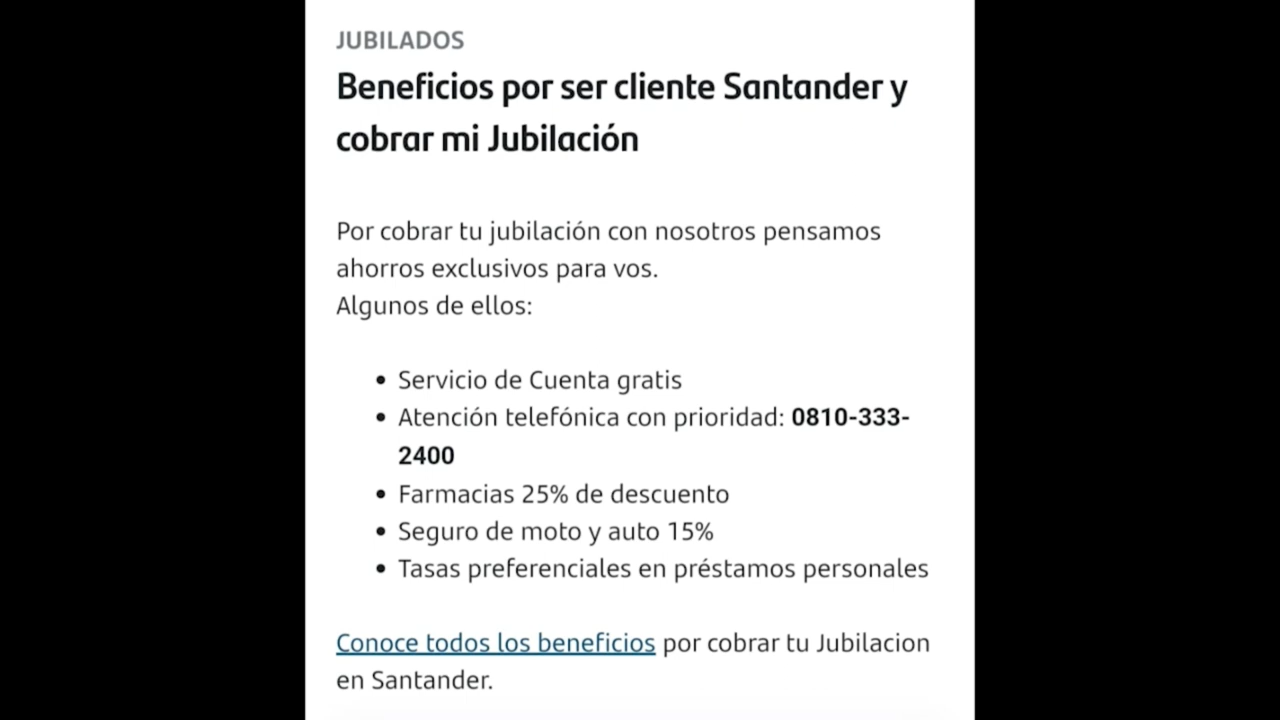 JUBILADOS
Beneficios por ser cliente Santander y
cobrar mi Jubilación
Por cobrar tu jubilación con nosotros pensamos
ahorros exclusivos para vos.
Algunos de ellos:
• Servicio de Cuenta gratis
• Atención telefónica con prioridad: 0810-333-
2400
• Farmacias 25% de descuento
• Seguro de moto y auto 15%
• Tasas preferenciales en préstamos personales
Conoce todos los beneficios por cobrar tu Jubilacion
en Santander.